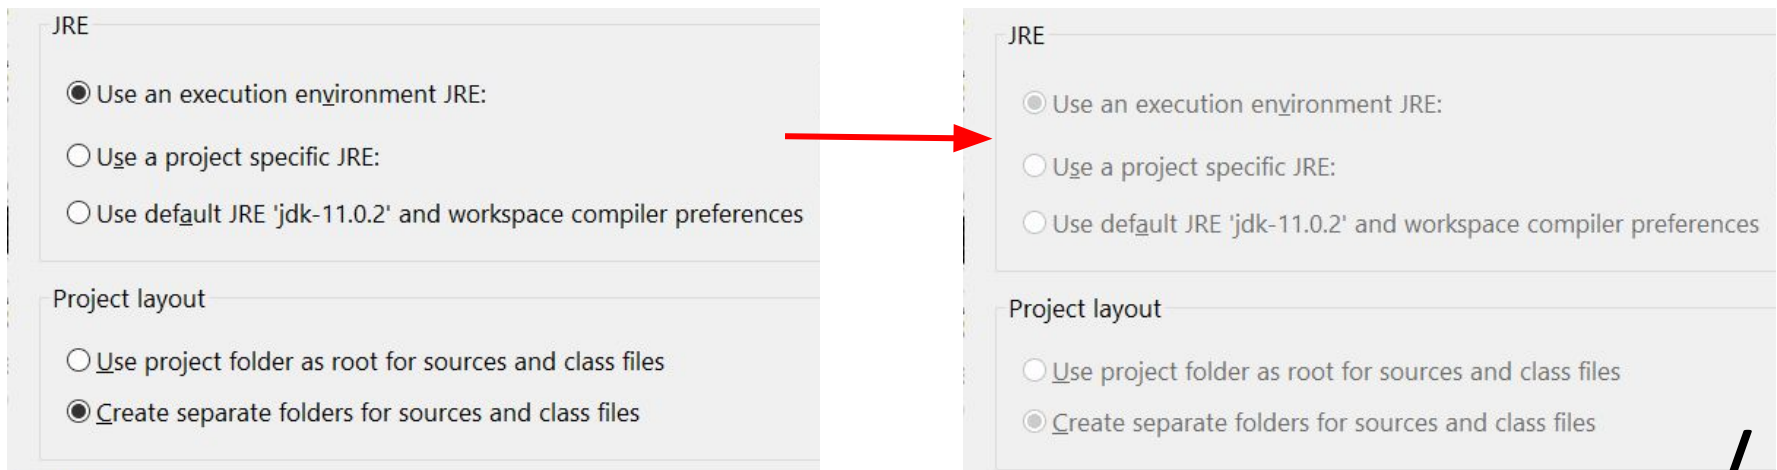 JRE
Use an execution environment JRE:
Use a project specific JRE:
Use default JRE 'jdk-11.0.2' and workspace compiler preferences
Project layout
Use project folder as root for sources and class files
Create separate folders for sources and class files
JRE
Use an execution environment JRE:
Use a project specific JRE:
Use default JRE 'jdk-11.0.2' and workspace compiler preferences
Project layout
Use project folder as root for sources and class files
Create separate folders for sources and class files